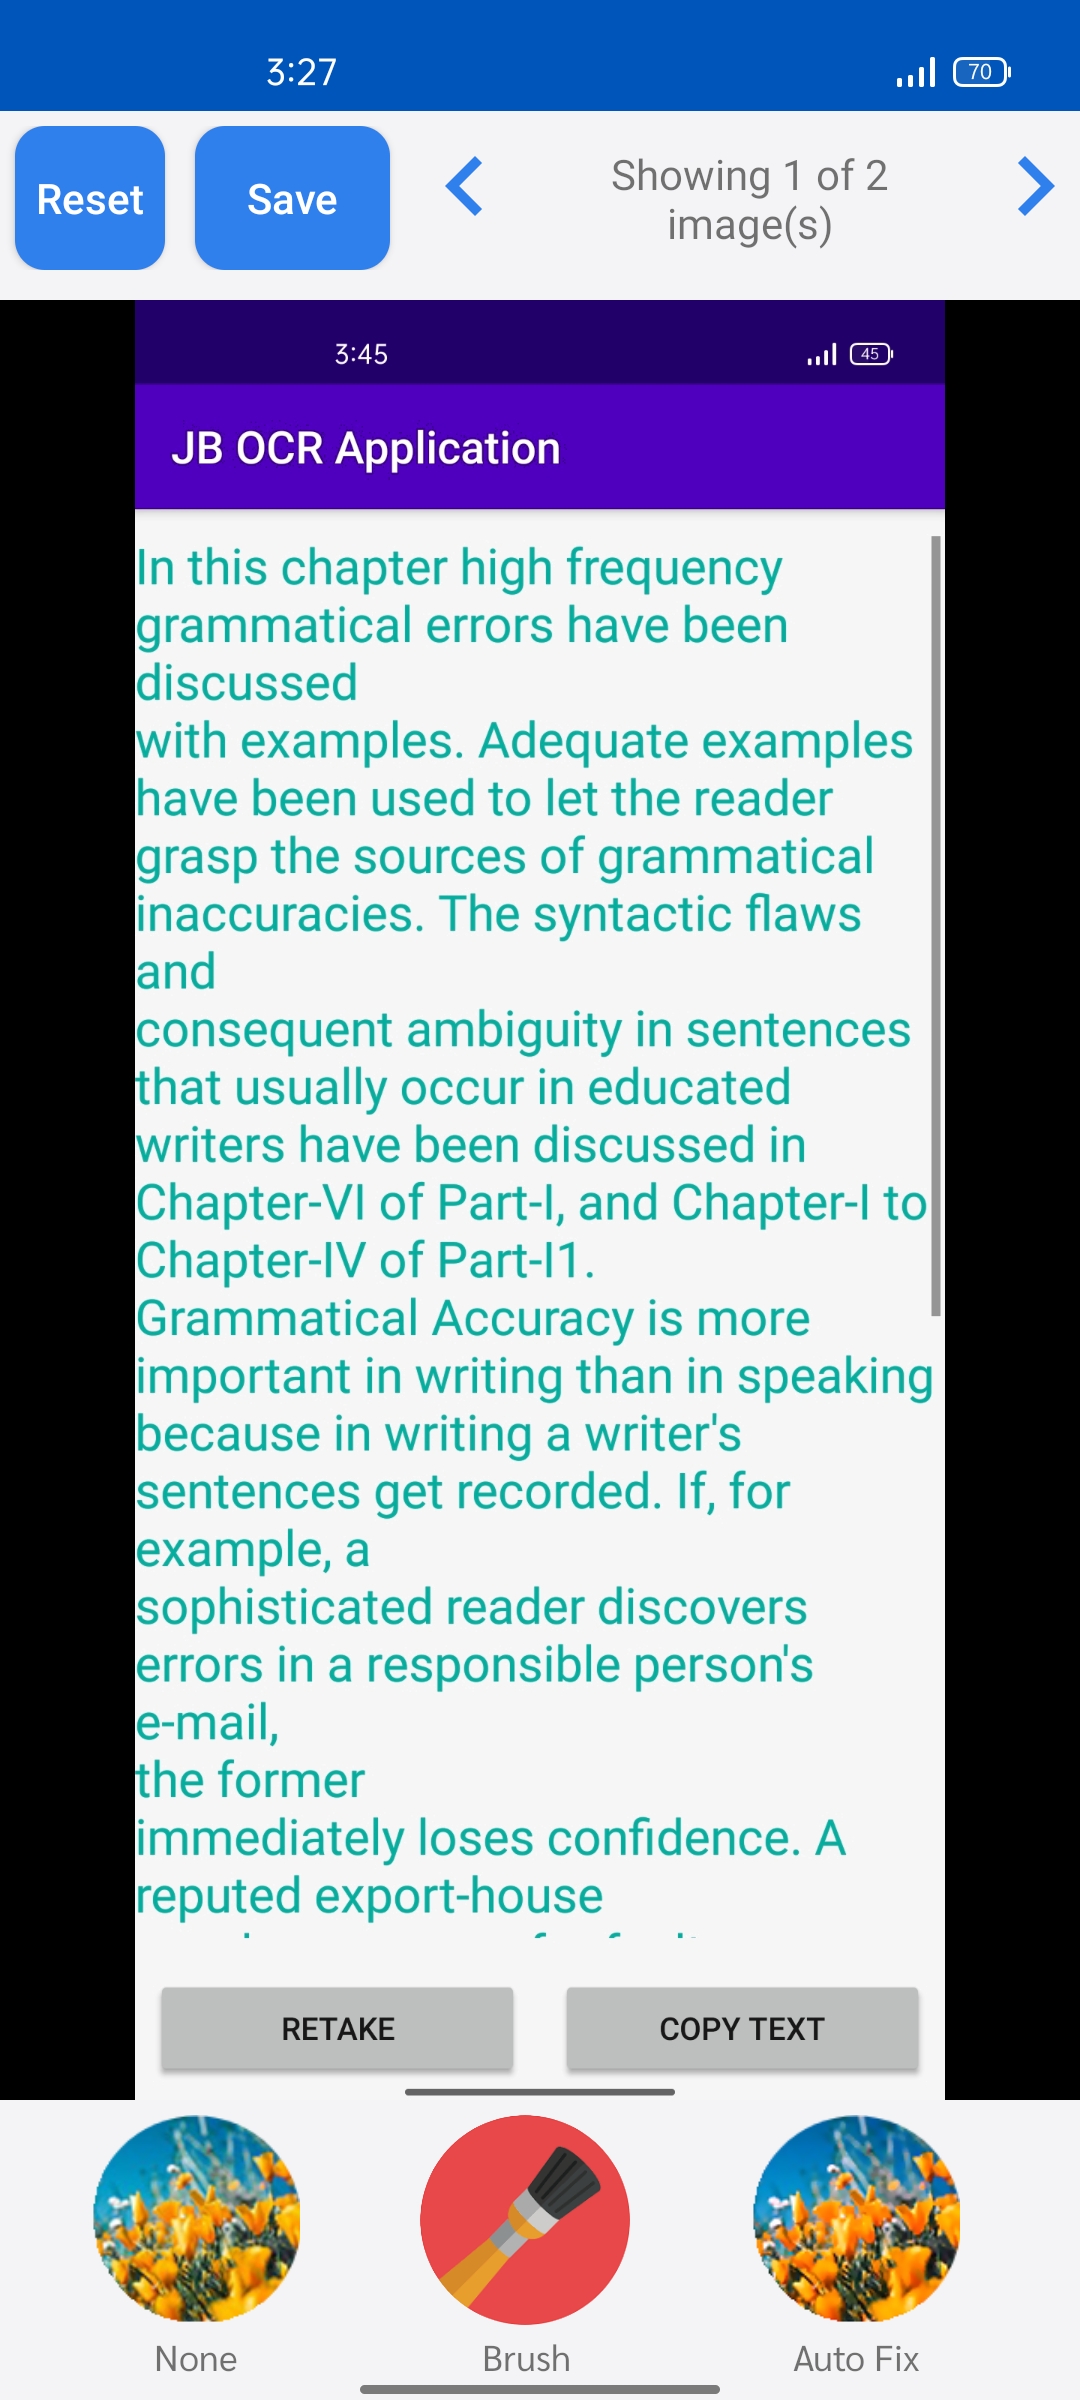 3:27
70
Reset
Save
Showing 1 of 2
image(s)
3:45
45
JB OCR Application
In this chapter high frequency
grammatical errors have been
discussed
with examples. Adequate examples
have been used to let the reader
grasp the sources of grammatical
inaccuracies. The syntactic flaws
and
consequent ambiguity in sentences
that usually occur in educated
writers have been discussed in
Chapter-VI of Part-I, and Chapter-I to
Chapter-IV of Part-I1.
Grammatical Accuracy is more
important in writing than in speaking
because in writing a writer's
sentences get recorded. If, for
example, a
sophisticated reader discovers
errors in a responsible person's
e-mail,
the former
immediately loses confidence. A
reputed export-house
RETAKE
COPY TEXT
None
Brush
Auto Fix